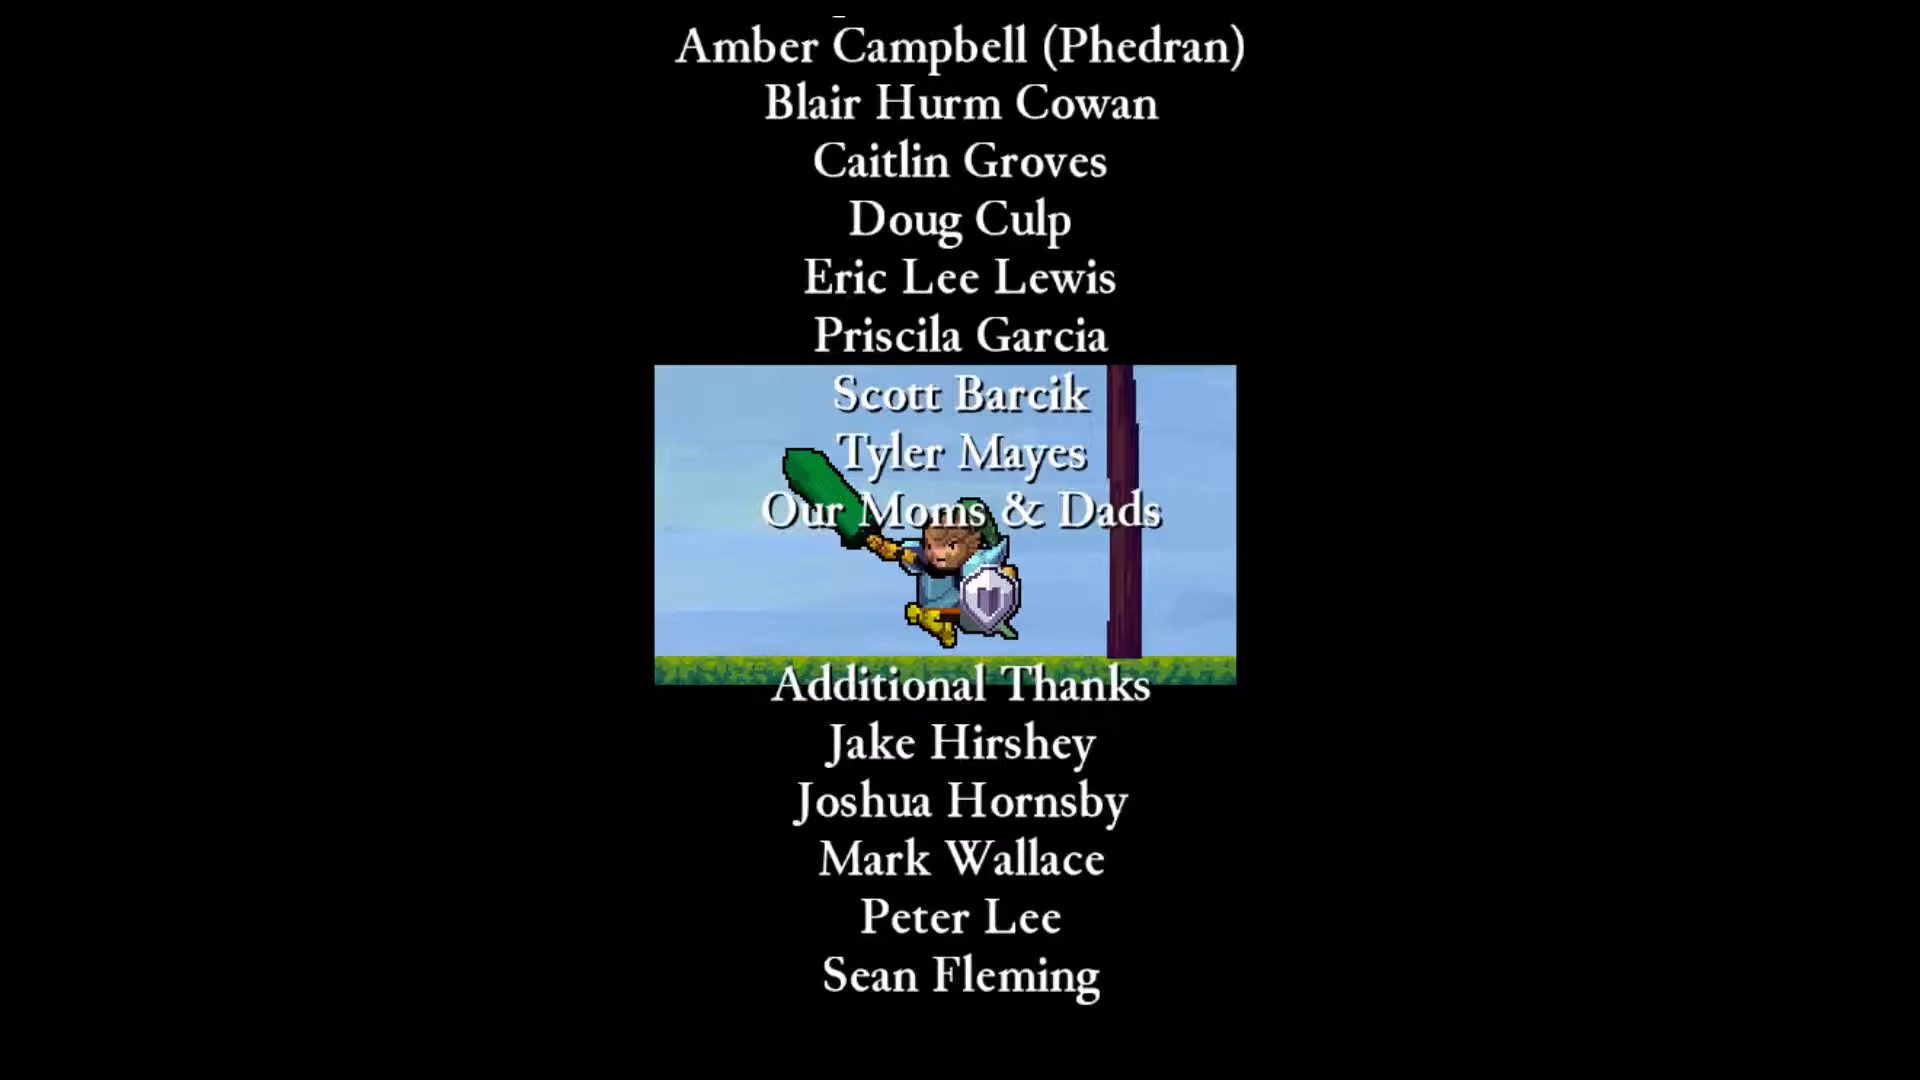 Amber Campbell (Phedran)
Blair Hurm Cowan
Caitlin Groves
Doug Culp
Eric Lee Lewis
Priscila Garcia
Scott Barcik
Tyler Mayes
Our Moms & Dads
Additional Thanks
Jake Hirshey
Joshua Hornsby
Mark Wallace
Peter Lee
Sean Fleming